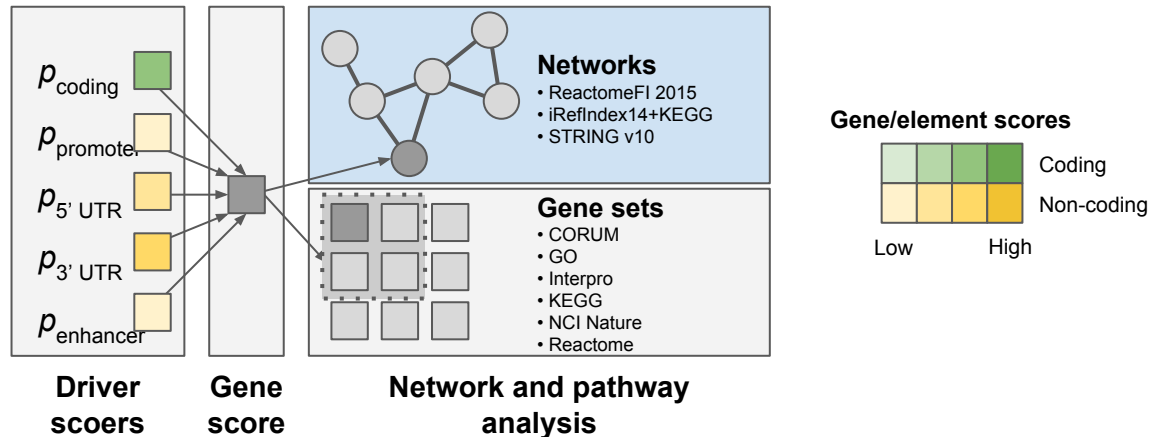 p coding
p promoter
p 5' UTR
p 3' UTR
p enhancer
Networks
• ReactomeFI 2015
• iRefIndex14+KEGG
• STRING v10
Gene sets
• CORUM
• GO
• Interpro
• KEGG
• NCI Nature
• Reactome
Driver
scoers
Gene
score
Network and pathway
analysis
Gene/element scores
Coding
Non-coding
Low High